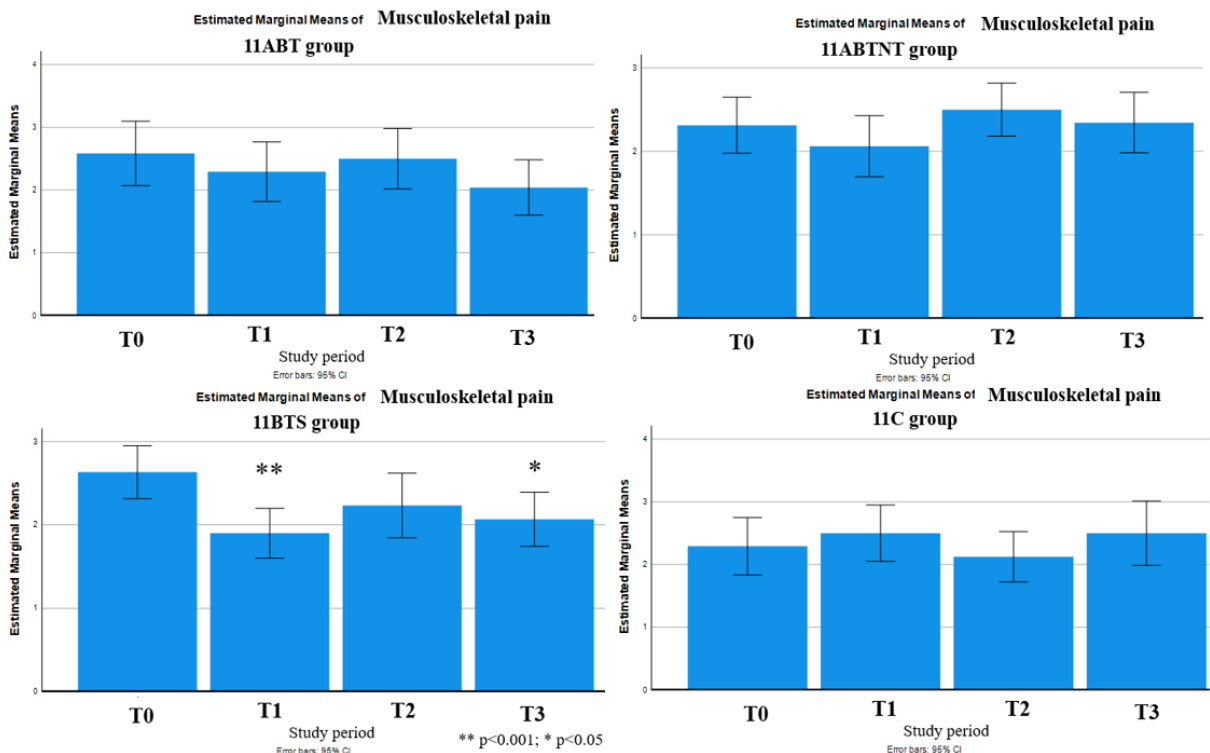 Estimated Marginal Means of Musculoskeletal pain
11ABT group
Estimated Marginal Means
4
3
2
1
0
T0 T1 T2 T3
Study period
Error bars: 95% CI
Estimated Marginal Means of Musculoskeletal pain
11ABTNT group
Estimated Marginal Means
3
2
1
0
T0 T1 T2 T3
Study period
Error bars: 95% CI
Estimated Marginal Means of Musculoskeletal pain
11BTS group
Estimated Marginal Means
3
2
1
0
** *
T0 T1 T2 T3
Study period
** p<0.001; * p<0.05
Error bars: 95% CI
Estimated Marginal Means of Musculoskeletal pain
11C group
Estimated Marginal Means
4
3
2
1
0
T0 T1 T2 T3
Study period
Error bars: 95% CI